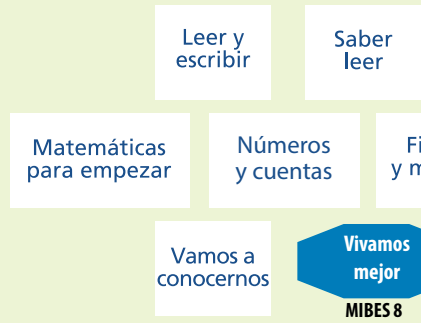 Leer y
escribir
Saber
leer
Matemáticas
para empezar
Números
y cuentas
y
Vamos a
conocernos
Vivamos
mejor
MIBES 8